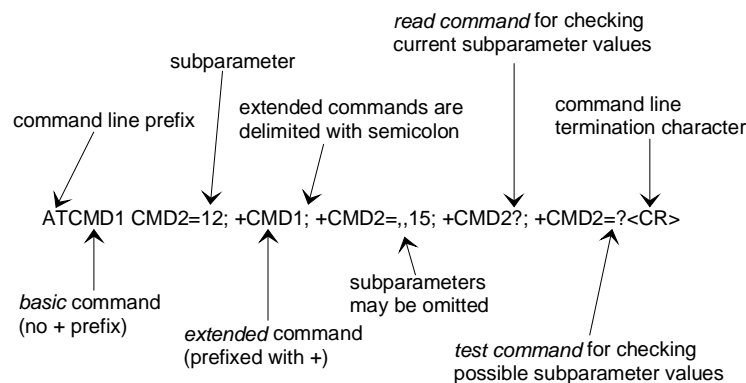 read command for checking
current subparameter values
subparameter
extended commands are
delimited with semicolon
command line
termination character
command line prefix
ATCMD1 CMD2=12; +CMD1; +CMD2=,,15; +CMD2?; +CMD2=?<CR>
basic command
(no + prefix)
extended command
(prefixed with +)
subparameters
may be omitted
test command for checking
possible subparameter values